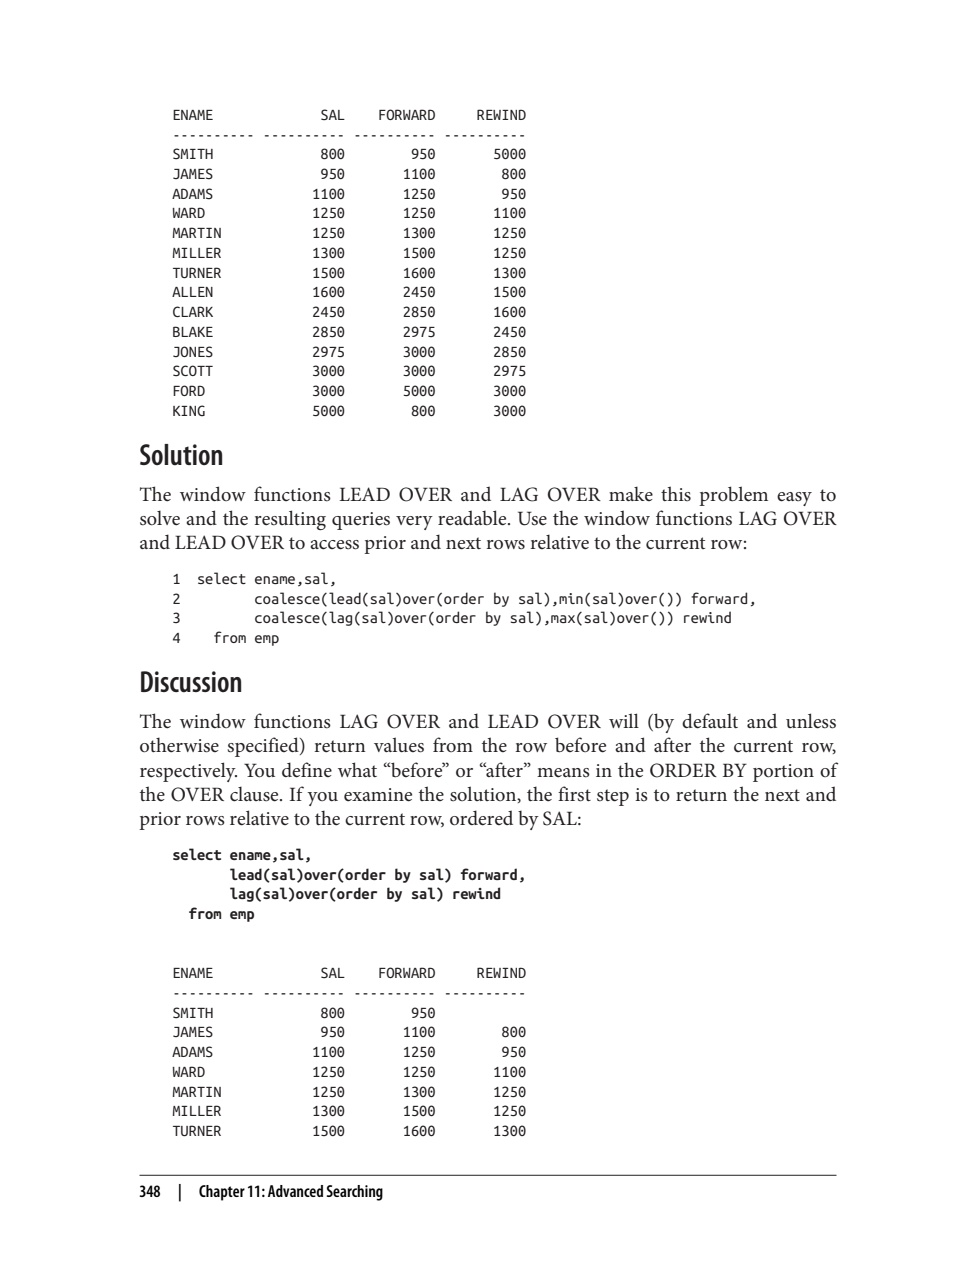 ENAME             SAL    FORWARD     REWIND
---------- ---------- ---------- ----------
SMITH             800        950       5000
JAMES             950       1100        800
ADAMS            1100       1250        950
WARD             1250       1250       1100
MARTIN           1250       1300       1250
MILLER           1300       1500       1250
TURNER           1500       1600       1300
ALLEN            1600       2450       1500
CLARK            2450       2850       1600
BLAKE            2850       2975       2450
JONES            2975       3000       2850
SCOTT            3000       3000       2975
FORD             3000       5000       3000
KING             5000        800       3000
Solution
The window functions LEAD OVER and LAG OVER make this problem easy to
solve and the resulting queries very readable. Use the window functions LAG OVER
and LEAD OVER to access prior and next rows relative to the current row:
1  select ename,sal,
2         coalesce(lead(sal)over(order by sal),min(sal)over()) forward,
3         coalesce(lag(sal)over(order by sal),max(sal)over()) rewind
4    from emp
Discussion
The window functions LAG OVER and LEAD OVER will (by default and unless
otherwise specified) return values from the row before and after the current row,
respectively. You define what “before” or “after” means in the ORDER BY portion of
the OVER clause. If you examine the solution, the first step is to return the next and
prior rows relative to the current row, ordered by SAL:
select ename,sal,
       lead(sal)over(order by sal) forward,
       lag(sal)over(order by sal) rewind
  from emp
ENAME             SAL    FORWARD     REWIND
---------- ---------- ---------- ----------
SMITH             800        950
JAMES             950       1100        800
ADAMS            1100       1250        950
WARD             1250       1250       1100
MARTIN           1250       1300       1250
MILLER           1300       1500       1250
TURNER           1500       1600       1300
348 | Chapter 11: Advanced Searching